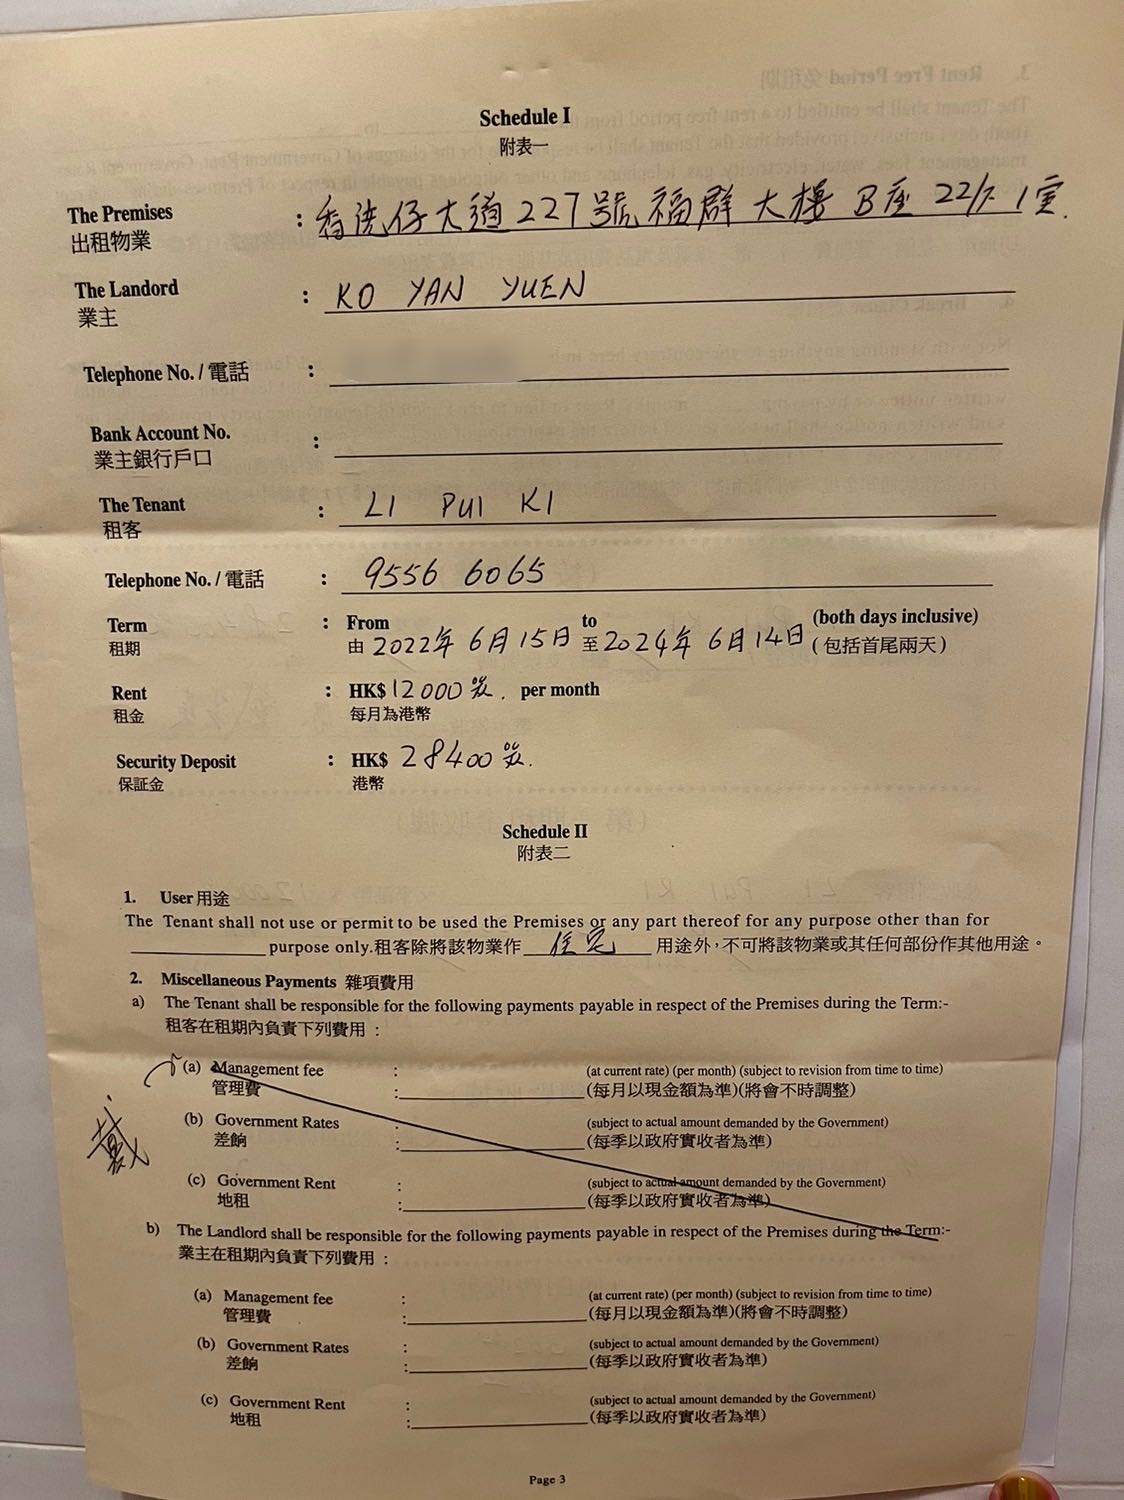 Schedule I
附表一
The Premises : 香港仔大道227號福群大樓 B座 22/F 1室.
出租物業
The Landord : KO YAN YUEN
業主
Telephone No. / 電話 :
Bank Account No. :
業主銀行戶口
The Tenant : LI PUI KI
租客
Telephone No. / 電話 : 9556 6065
Term : From to (both days inclusive)
租期 由 2022年 6月 15日 至 2024年 6月 14日 (包括首尾兩天)
Rent : HK$ 12000 per month
租金 每月為港幣
Security Deposit : HK$ 28400
保証金 港幣
Schedule II
附表二
1. User 用途
The Tenant shall not use or permit to be used the Premises or any part thereof for any purpose other than for
purpose only.租客除將該物業作 住宅 用途外，不可將該物業或其任何部份作其他用途。
2. Miscellaneous Payments 雜項費用
a) The Tenant shall be responsible for the following payments payable in respect of the Premises during the Term:-
租客在租期內負責下列費用：
(a) Management fee : (at current rate) (per month) (subject to revision from time to time)
管理費 : (每月以現金額為準)(將會不時調整)
(b) Government Rates : (subject to actual amount demanded by the Government)
差餉 : (每季以政府實收者為準)
(c) Government Rent : (subject to actual amount demanded by the Government)
地租 : (每季以政府實收者為準)
b) The Landlord shall be responsible for the following payments payable in respect of the Premises during the Term:-
業主在租期內負責下列費用：
(a) Management fee : (at current rate) (per month) (subject to revision from time to time)
管理費 : (每月以現金額為準)(將會不時調整)
(b) Government Rates : (subject to actual amount demanded by the Government)
差餉 : (每季以政府實收者為準)
(c) Government Rent : (subject to actual amount demanded by the Government)
地租 : (每季以政府實收者為準)
Page 3